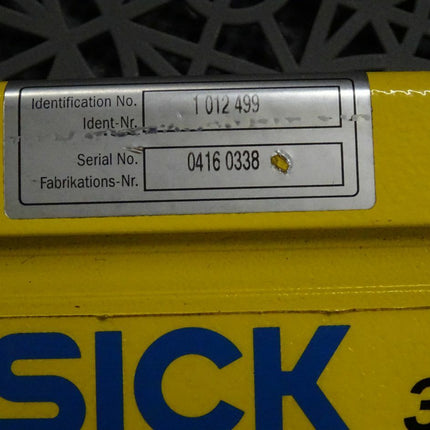 Identification No. 1 012 499
Ident-Nr.
Serial No. 0416 0338
Fabrikations-Nr.
SICK 3